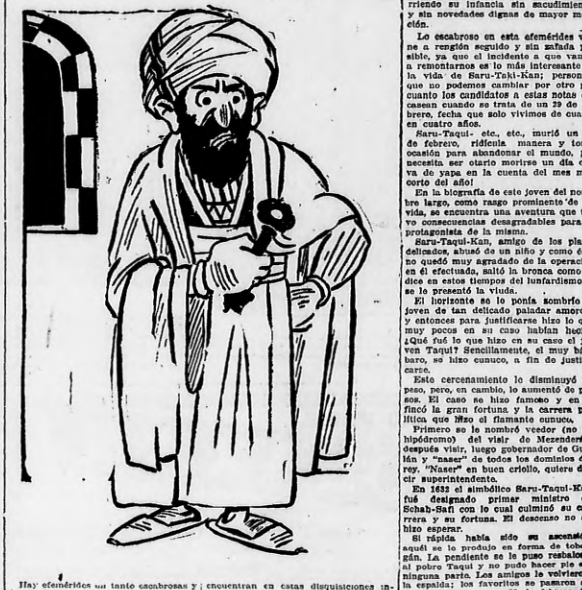 Hay efemérides un tanto escabrosas y encuentran en estas disquisiciones in-
rriendo su infancia sin sacudimien
y sin novedades dignas de mayor m
ción.
Lo escabroso en esta efemérides v
ne a renglón seguido y sin zafada
sible, ya que el incidente a que van
a remontarnos es lo más interesante
la vida de Saru-Taki-Kan; person
que no podemos cambiar por otro p
cuanto los candidatos a estas notas
casean cuando se trata de un 29 de
brero, fecha que solo vivimos de cua
en cuatro años.
Saru-Taqui- etc., etc., murió un
de febrero, ridícula manera y to
ocasión para abandonar el mundo,
necesita ser otario morirse un día
va de yapa en la cuenta del mes m
corto del año!
En la biografía de este joven del no
bre largo, como rasgo prominente de
vida, se encuentra una aventura que
vo consecuencias desagradables para
protagonista de la misma.
Saru-Taqui-Kan, amigo de los pla
delicados, abusó de un niño y como é
no quedó muy agradado de la operac
en él efectuada, saltó la bronca como
dice en estos tiempos del lunfardismo
se le presentó la viuda.
El horizonte se le ponía sombrío
joven de tan delicado paladar amor
y entonces para justificarse hizo lo q
muy pocos en su caso habían hec
¿Qué fué lo que hizo en su caso el j
ven Taqui? Sencillamente, el muy bá
baro, se hizo eunuco, a fin de justi
carse.
Este cercenamiento le disminuyó
peso, pero, en cambio, lo aumentó de p
sos. El caso se hizo famoso y en
fincó la gran fortuna y la carrera p
lítica que hizo el flamante eunuco,
Primero se le nombró veedor (no
hipódromo) del visir de Mezenderá
después visir, luego gobernador de Gu
lán y "naser" de todos los dominios d
rey. "Naser" en buen criollo, quiere d
cir superintendente.
En 1632 el simbólico Saru-Taqui-K
fué designado primer ministro
Schab-Safi con lo cual culminó su c
rrera y su fortuna. El descenso no
hizo esperar.
Si rápida había sido su ascensió
aquél se le produjo en forma de tobo
gán. La pendiente se le puso resbalo
al pobre Taqui y no pudo hacer pie e
ninguna parte. Los amigos le volviero
la espalda; los favoritos se pasaron